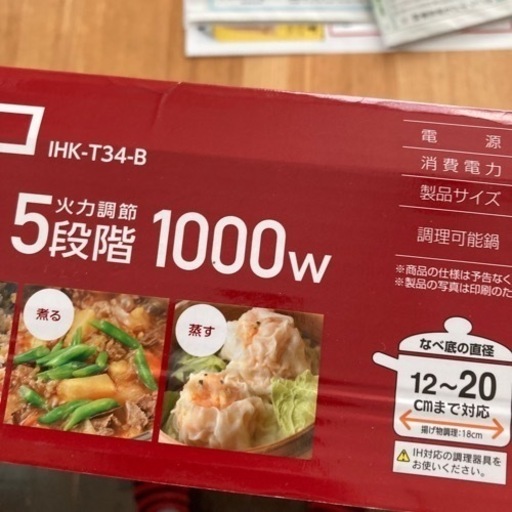 IHK-T34-B
火力調節
5段階 1000W
煮る
蒸す
電 源
消費電力
製品サイズ
調理可能鍋
※商品の仕様は予告なく
※製品の写真は印刷のた
なべ底の直径
12〜20
cmまで対応
揚げ物調理:18cm
IH対応の調理器具を
お使いください。